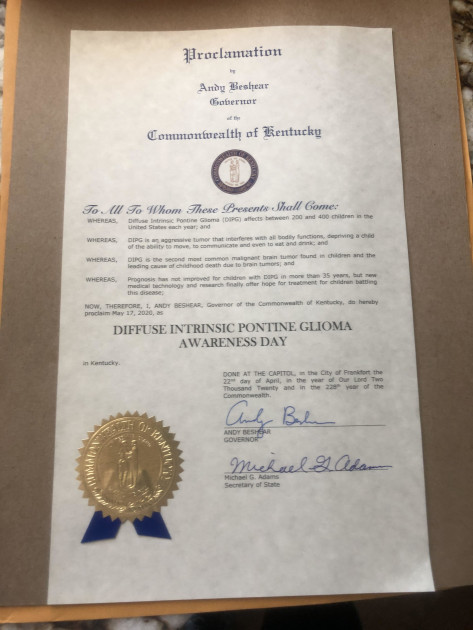 Proclamation
by
Andy Beshear
Governor
of the
Commonwealth of Kentucky
To All To Whom These Presents Shall Come:
WHEREAS, Diffuse Intrinsic Pontine Glioma (DIPG) affects between 200 and 400 children in the
United States each year; and
WHEREAS, DIPG is an aggressive tumor that interferes with all bodily functions, depriving a child
of the ability to move, to communicate and even to eat and drink; and
WHEREAS, DIPG is the second most common malignant brain tumor found in children and the
leading cause of childhood death due to brain tumors; and
WHEREAS, Prognosis has not improved for children with DIPG in more than 35 years, but new
medical technology and research finally offer hope for treatment for children battling
this disease;
NOW, THEREFORE, I, ANDY BESHEAR, Governor of the Commonwealth of Kentucky, do hereby
proclaim May 17, 2020, as
DIFFUSE INTRINSIC PONTINE GLIOMA
AWARENESS DAY
in Kentucky.
DONE AT THE CAPITOL, in the City of Frankfort the
22nd day of April, in the year of Our Lord Two
Thousand Twenty and in the 228th year of the
Commonwealth.
Andy Beshear
ANDY BESHEAR
GOVERNOR
Michael G. Adams
Michael G. Adams
Secretary of State
COMMONWEALTH OF KENTUCKY